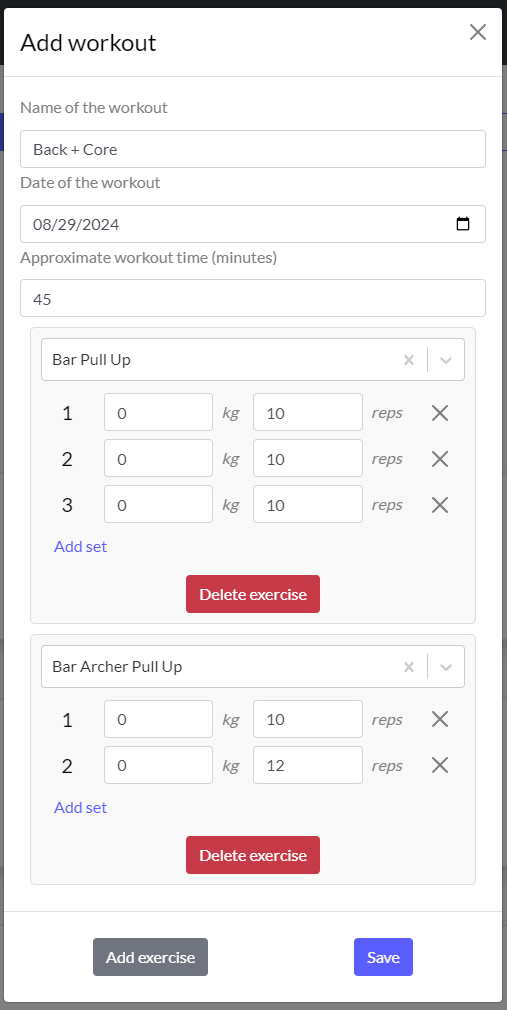 Add workout
Name of the workout
Back + Core
Date of the workout
08/29/2024
Approximate workout time (minutes)
45
Bar Pull Up
1 0 kg 10 reps
2 0 kg 10 reps
3 0 kg 10 reps
Add set
Delete exercise
Bar Archer Pull Up
1 0 kg 10 reps
2 0 kg 12 reps
Add set
Delete exercise
Add exercise Save